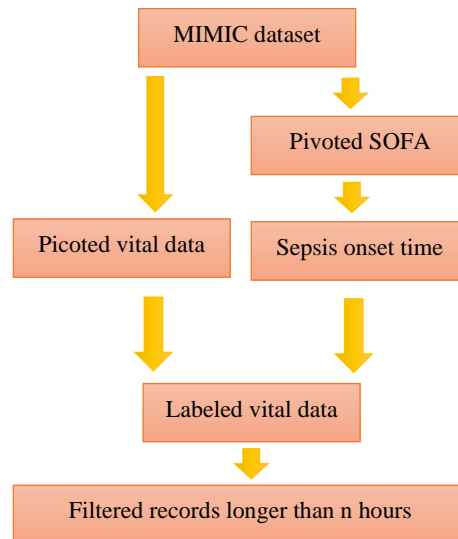 MIMIC dataset
Pivoted SOFA
Picoted vital data
Sepsis onset time
Labeled vital data
Filtered records longer than n hours